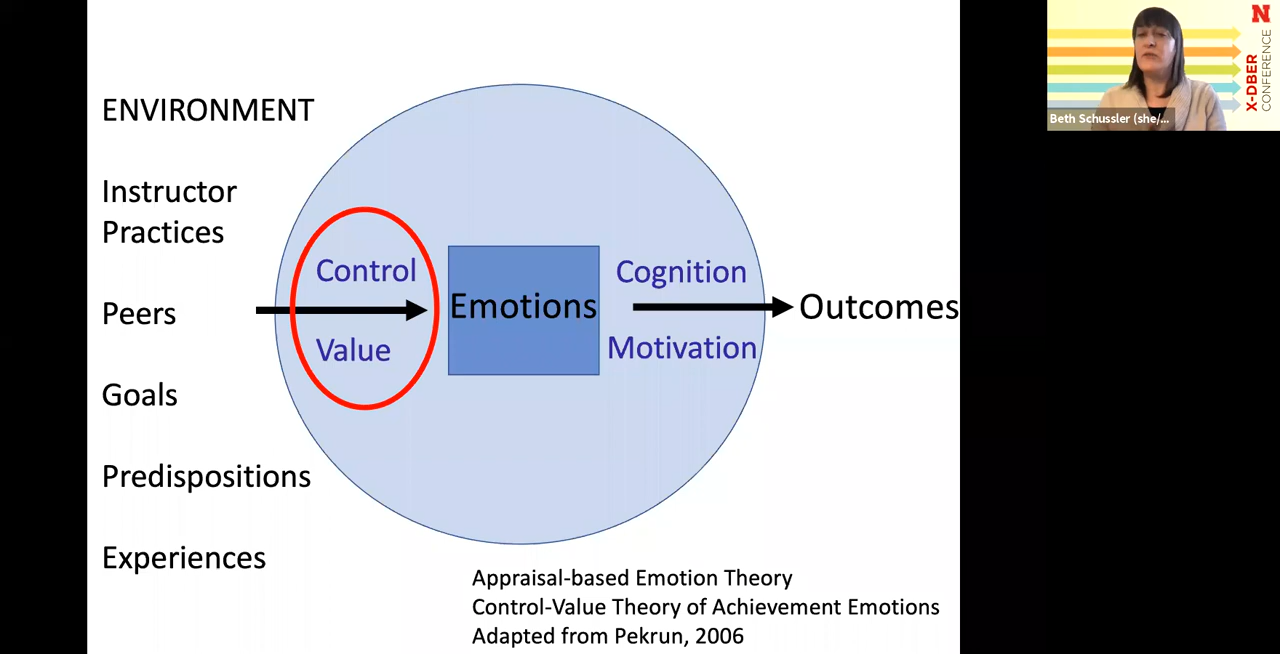 ENVIRONMENT
Instructor
Practices
Peers
Goals
Predispositions
Experiences
Control
Value
Emotions
Cognition
Motivation
Outcomes
Appraisal-based Emotion Theory
Control-Value Theory of Achievement Emotions
Adapted from Pekrun, 2006
Beth Schussler (she/...
N
X-DBER
CONFERENCE